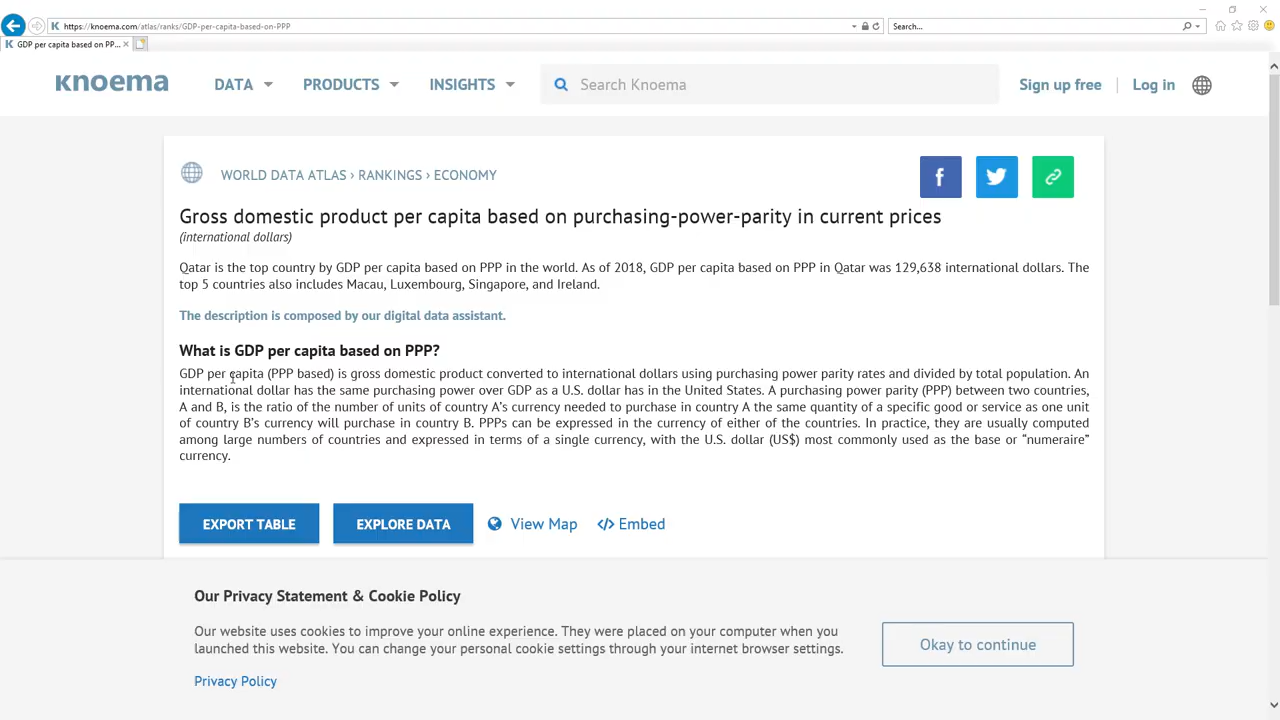 https://knoema.com/atlas/ranks/GDP-per-capita-based-on-PPP
Search...
GDP per capita based on PP...
knoema
DATA
PRODUCTS
INSIGHTS
Search Knoema
Sign up free
Log in
WORLD DATA ATLAS › RANKINGS › ECONOMY
Gross domestic product per capita based on purchasing-power-parity in current prices
(international dollars)
Qatar is the top country by GDP per capita based on PPP in the world. As of 2018, GDP per capita based on PPP in Qatar was 129,638 international dollars. The
top 5 countries also includes Macau, Luxembourg, Singapore, and Ireland.
The description is composed by our digital data assistant.
What is GDP per capita based on PPP?
GDP per capita (PPP based) is gross domestic product converted to international dollars using purchasing power parity rates and divided by total population. An
international dollar has the same purchasing power over GDP as a U.S. dollar has in the United States. A purchasing power parity (PPP) between two countries,
A and B, is the ratio of the number of units of country A's currency needed to purchase in country A the same quantity of a specific good or service as one unit
of country B's currency will purchase in country B. PPPs can be expressed in the currency of either of the countries. In practice, they are usually computed
among large numbers of countries and expressed in terms of a single currency, with the U.S. dollar (US$) most commonly used as the base or “numeraire”
currency.
EXPORT TABLE
EXPLORE DATA
View Map
</> Embed
Our Privacy Statement & Cookie Policy
Our website uses cookies to improve your online experience. They were placed on your computer when you
launched this website. You can change your personal cookie settings through your internet browser settings.
Okay to continue
Privacy Policy